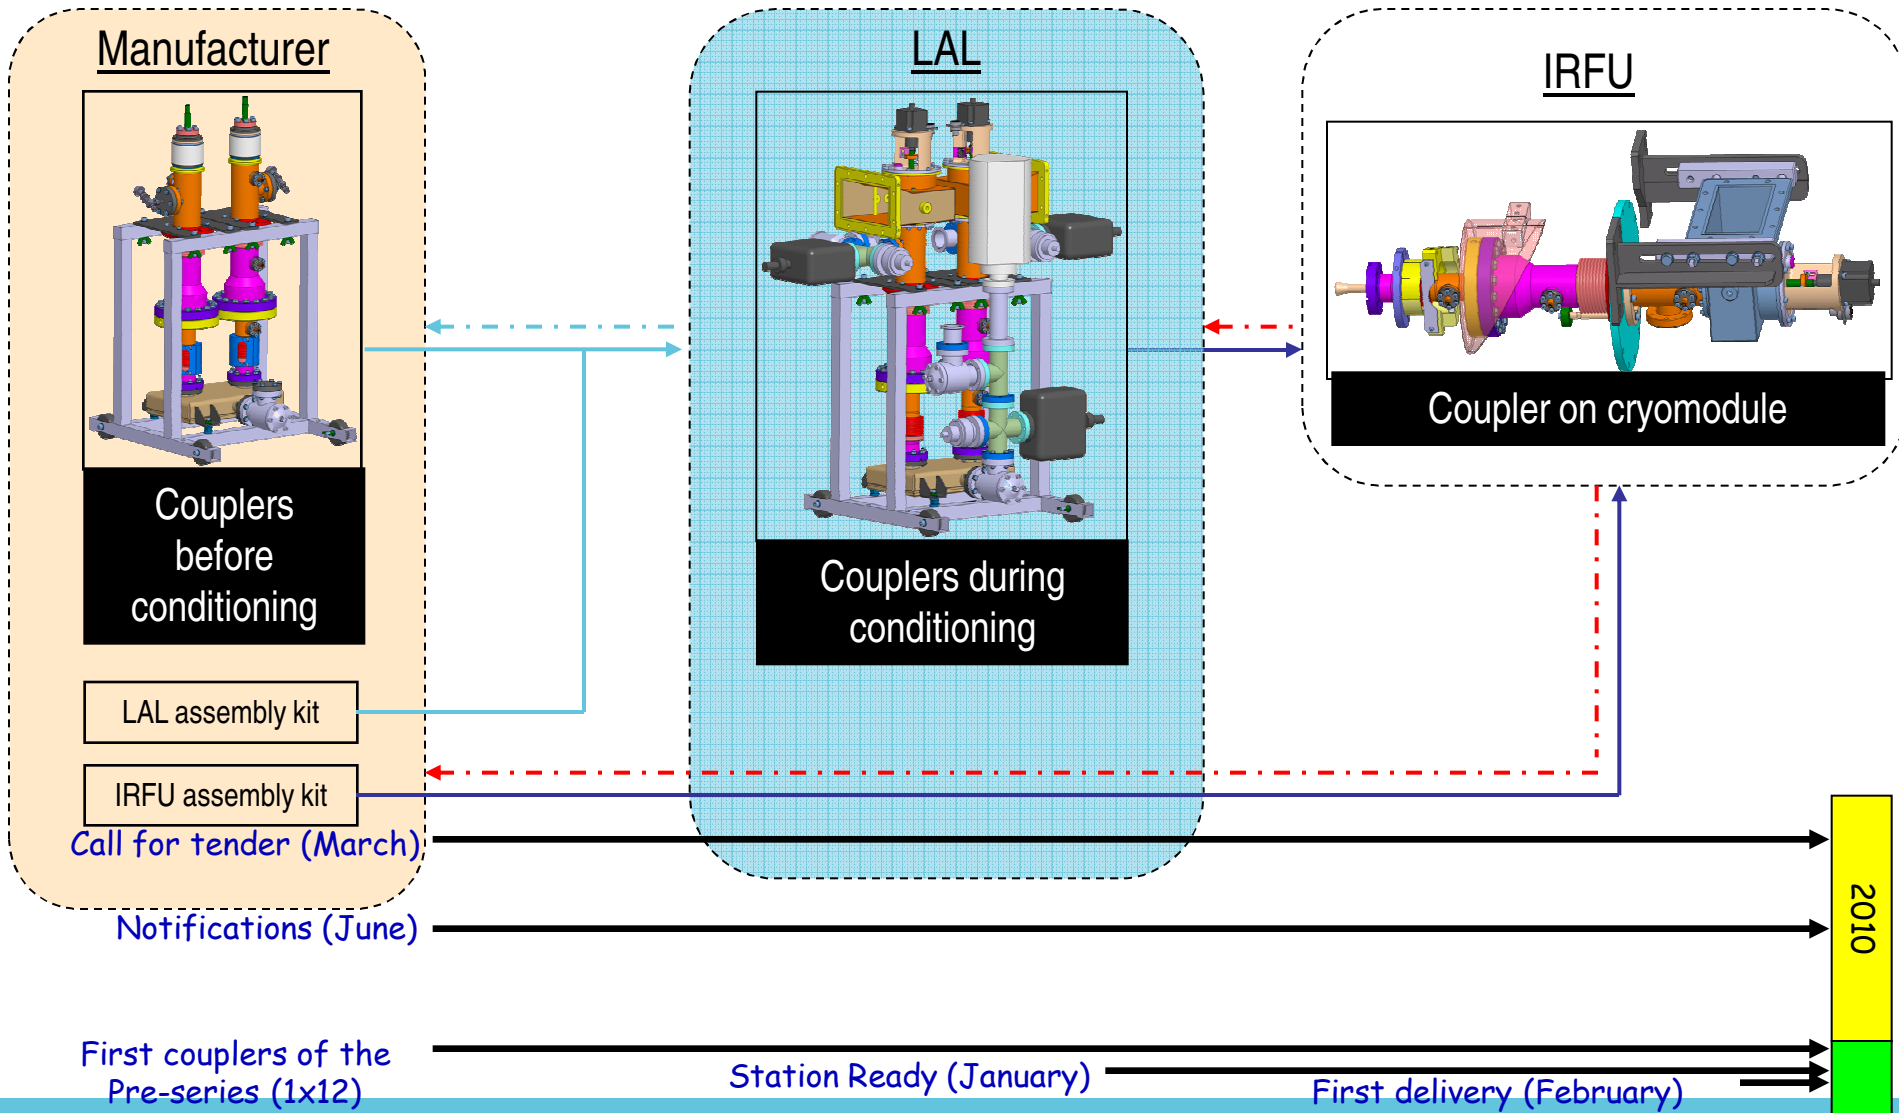 Manufacturer
LAL
IRFU
Couplers
before
conditioning
Couplers during
conditioning
Coupler on cryomodule
LAL assembly kit
IRFU assembly kit
Call for tender (March)
Notifications (June)
2010
First couplers of the
Pre-series (1x12)
Station Ready (January)
First delivery (February)